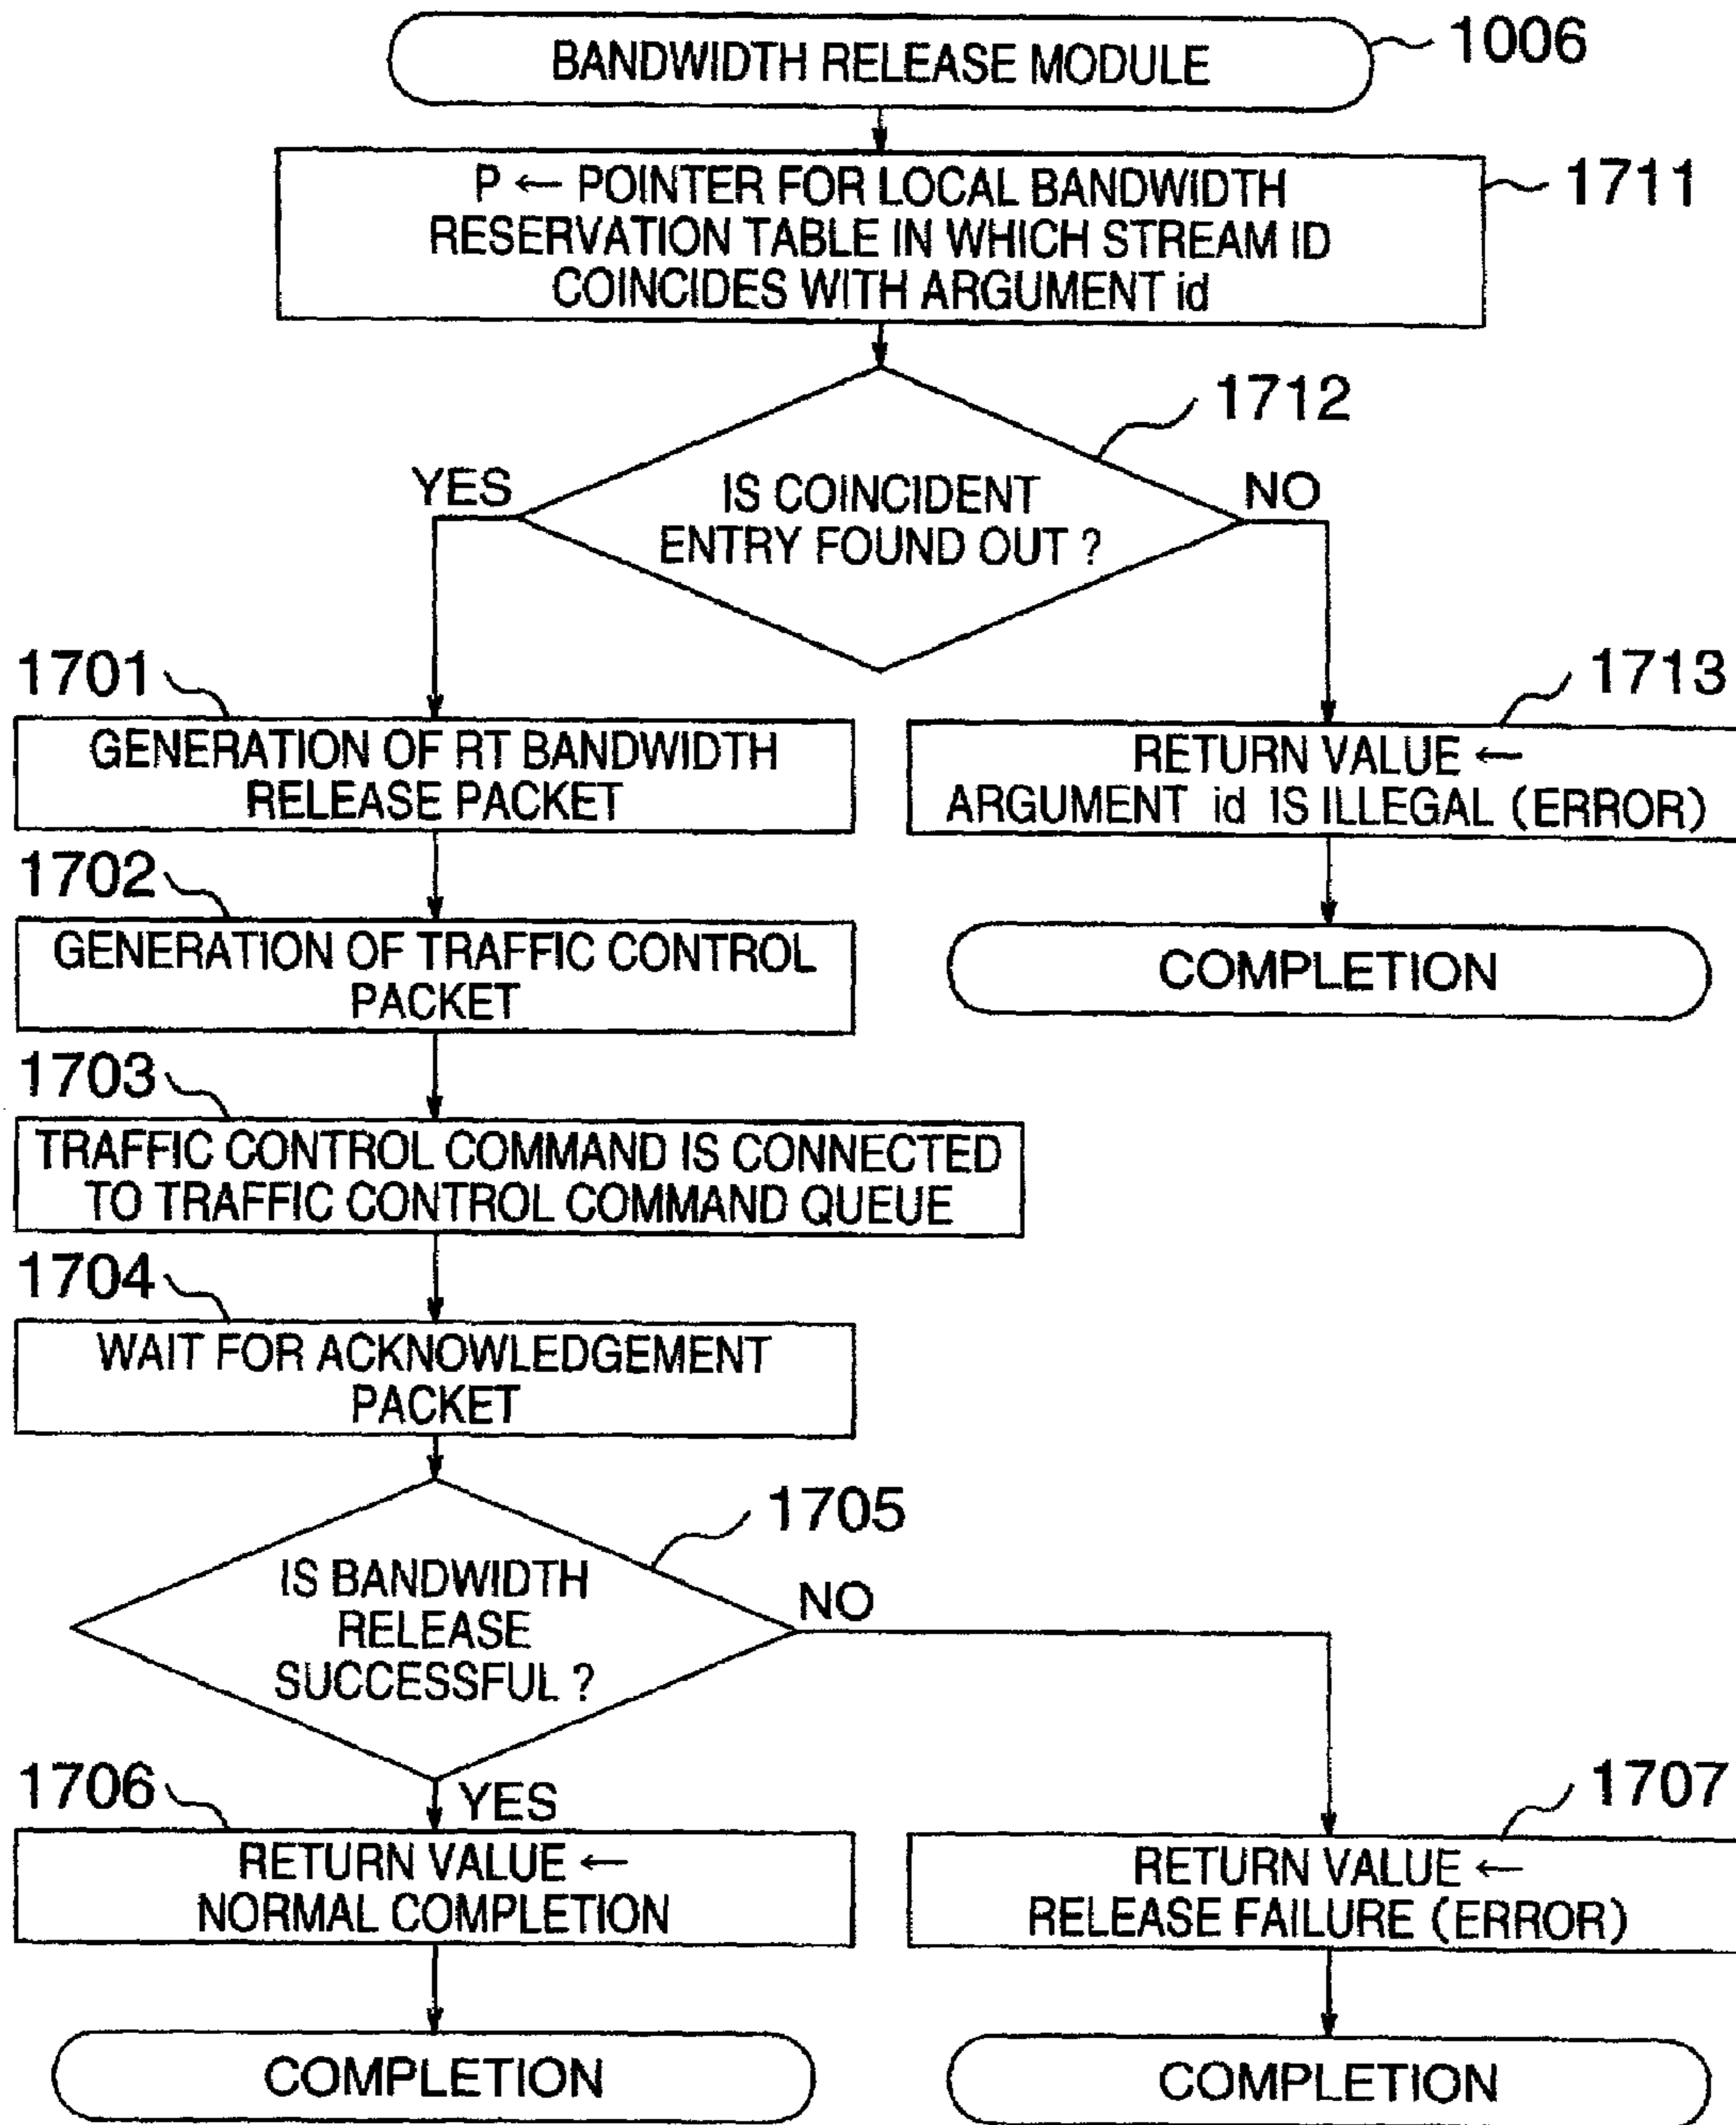 BANDWIDTH RELEASE MODULE
1006
P ← POINTER FOR LOCAL BANDWIDTH
RESERVATION TABLE IN WHICH STREAM ID
COINCIDES WITH ARGUMENT id
1711
1712
IS COINCIDENT
ENTRY FOUND OUT ?
YES
NO
1701
GENERATION OF RT BANDWIDTH
RELEASE PACKET
1713
RETURN VALUE ←
ARGUMENT id IS ILLEGAL (ERROR)
1702
GENERATION OF TRAFFIC CONTROL
PACKET
COMPLETION
1703
TRAFFIC CONTROL COMMAND IS CONNECTED
TO TRAFFIC CONTROL COMMAND QUEUE
1704
WAIT FOR ACKNOWLEDGEMENT
PACKET
1705
IS BANDWIDTH
RELEASE
SUCCESSFUL ?
NO
YES
1706
RETURN VALUE ←
NORMAL COMPLETION
1707
RETURN VALUE ←
RELEASE FAILURE (ERROR)
COMPLETION
COMPLETION